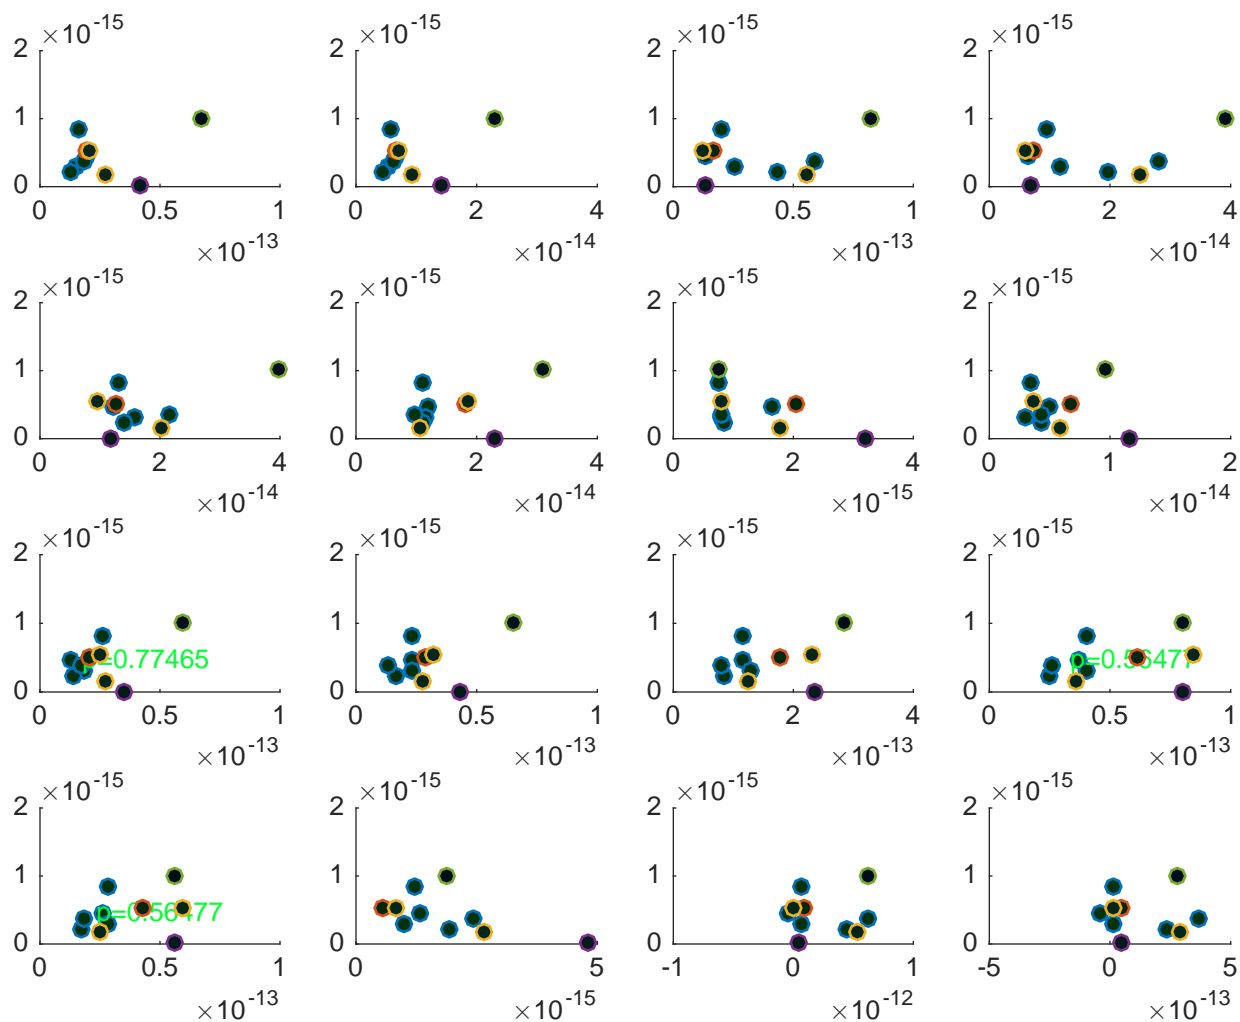 ×10-15 ×10-15 ×10-15 ×10-15
2 2 2 2
1 1 1 1
0 0 0 0
0 0.5 1 0 2 4 0 0.5 1 0 2 4
×10-13 ×10-14 ×10-13 ×10-14
×10-15 ×10-15 ×10-15 ×10-15
2 2 2 2
1 1 1 1
0 0 0 0
0 2 4 0 2 4 0 2 4 0 1 2
×10-14 ×10-14 ×10-15 ×10-14
×10-15 ×10-15 ×10-15 ×10-15
2 2 2 2
1 1 1 1
p=0.77465 p=0.56477
0 0 0 0
0 0.5 1 0 0.5 1 0 2 4 0 0.5 1
×10-13 ×10-13 ×10-13 ×10-13
×10-15 ×10-15 ×10-15 ×10-15
2 2 2 2
1 1 1 1
p=0.56477
0 0 0 0
0 0.5 1 0 5 -1 0 1 -5 0 5
×10-13 ×10-15 ×10-12 ×10-13